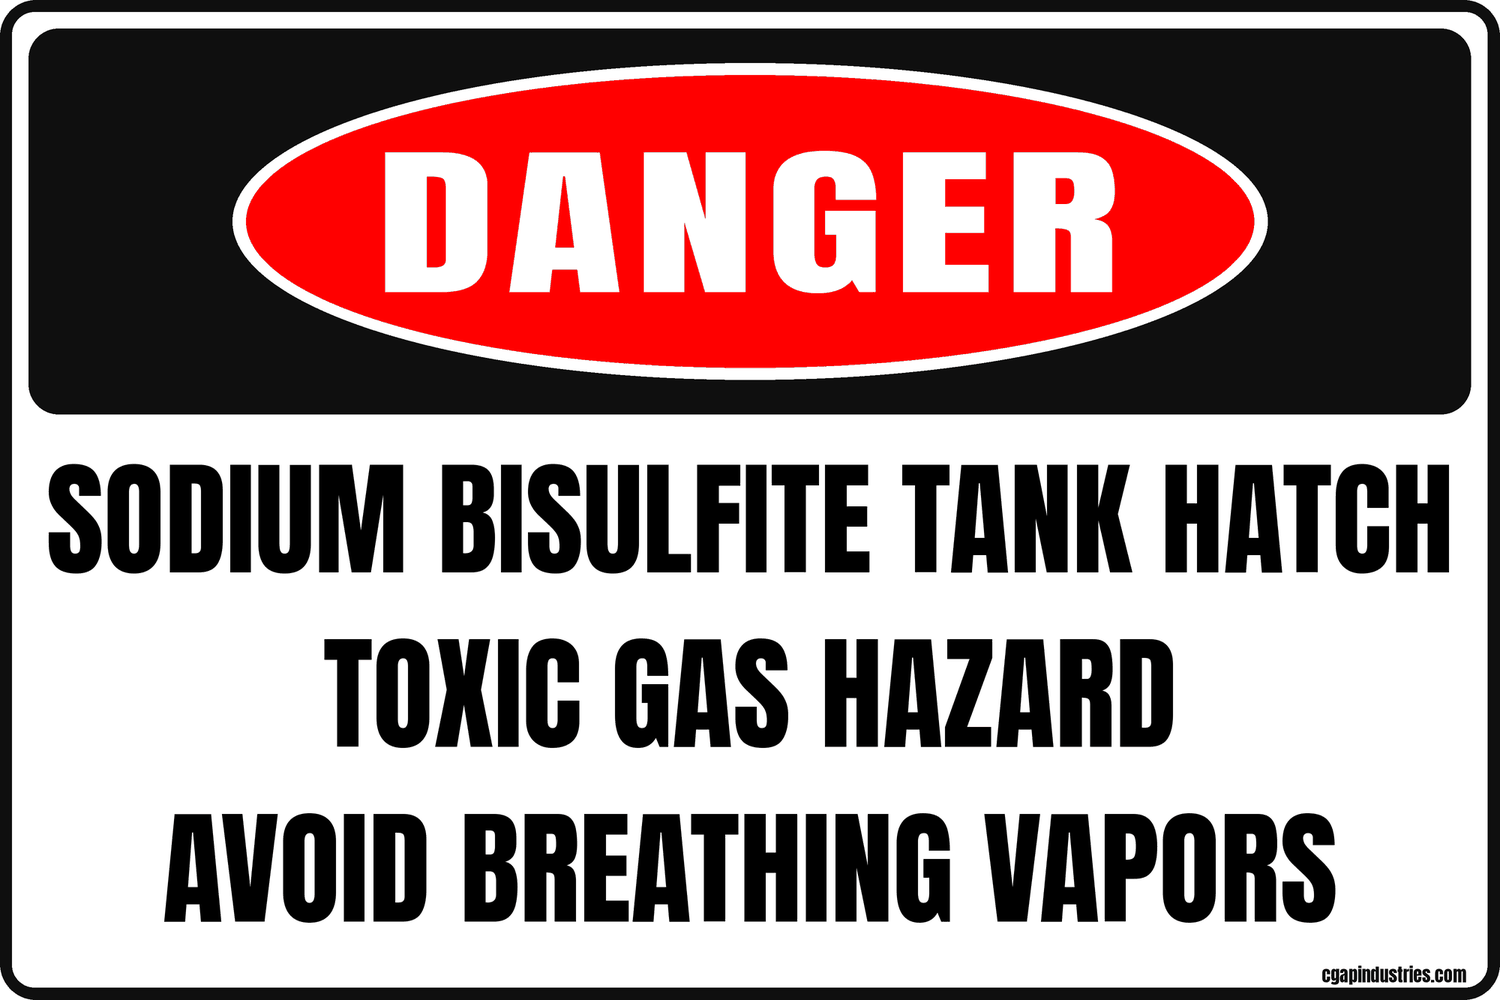 DANGER
SODIUM BISULFITE TANK HATCH
TOXIC GAS HAZARD
AVOID BREATHING VAPORS
cgapindustries.com